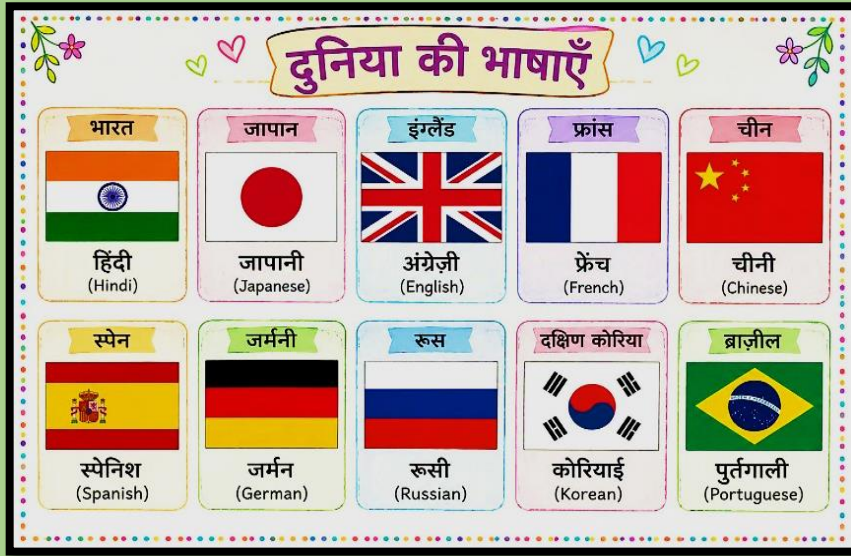 दुनिया की भाषाएँ
भारत
हिंदी
(Hindi)
जापान
जापानी
(Japanese)
इंग्लैंड
अंग्रेज़ी
(English)
फ्रांस
फ्रेंच
(French)
चीन
चीनी
(Chinese)
स्पेन
स्पेनिश
(Spanish)
जर्मनी
जर्मन
(German)
रूस
रूसी
(Russian)
दक्षिण कोरिया
कोरियाई
(Korean)
ब्राज़ील
पुर्तगाली
(Portuguese)